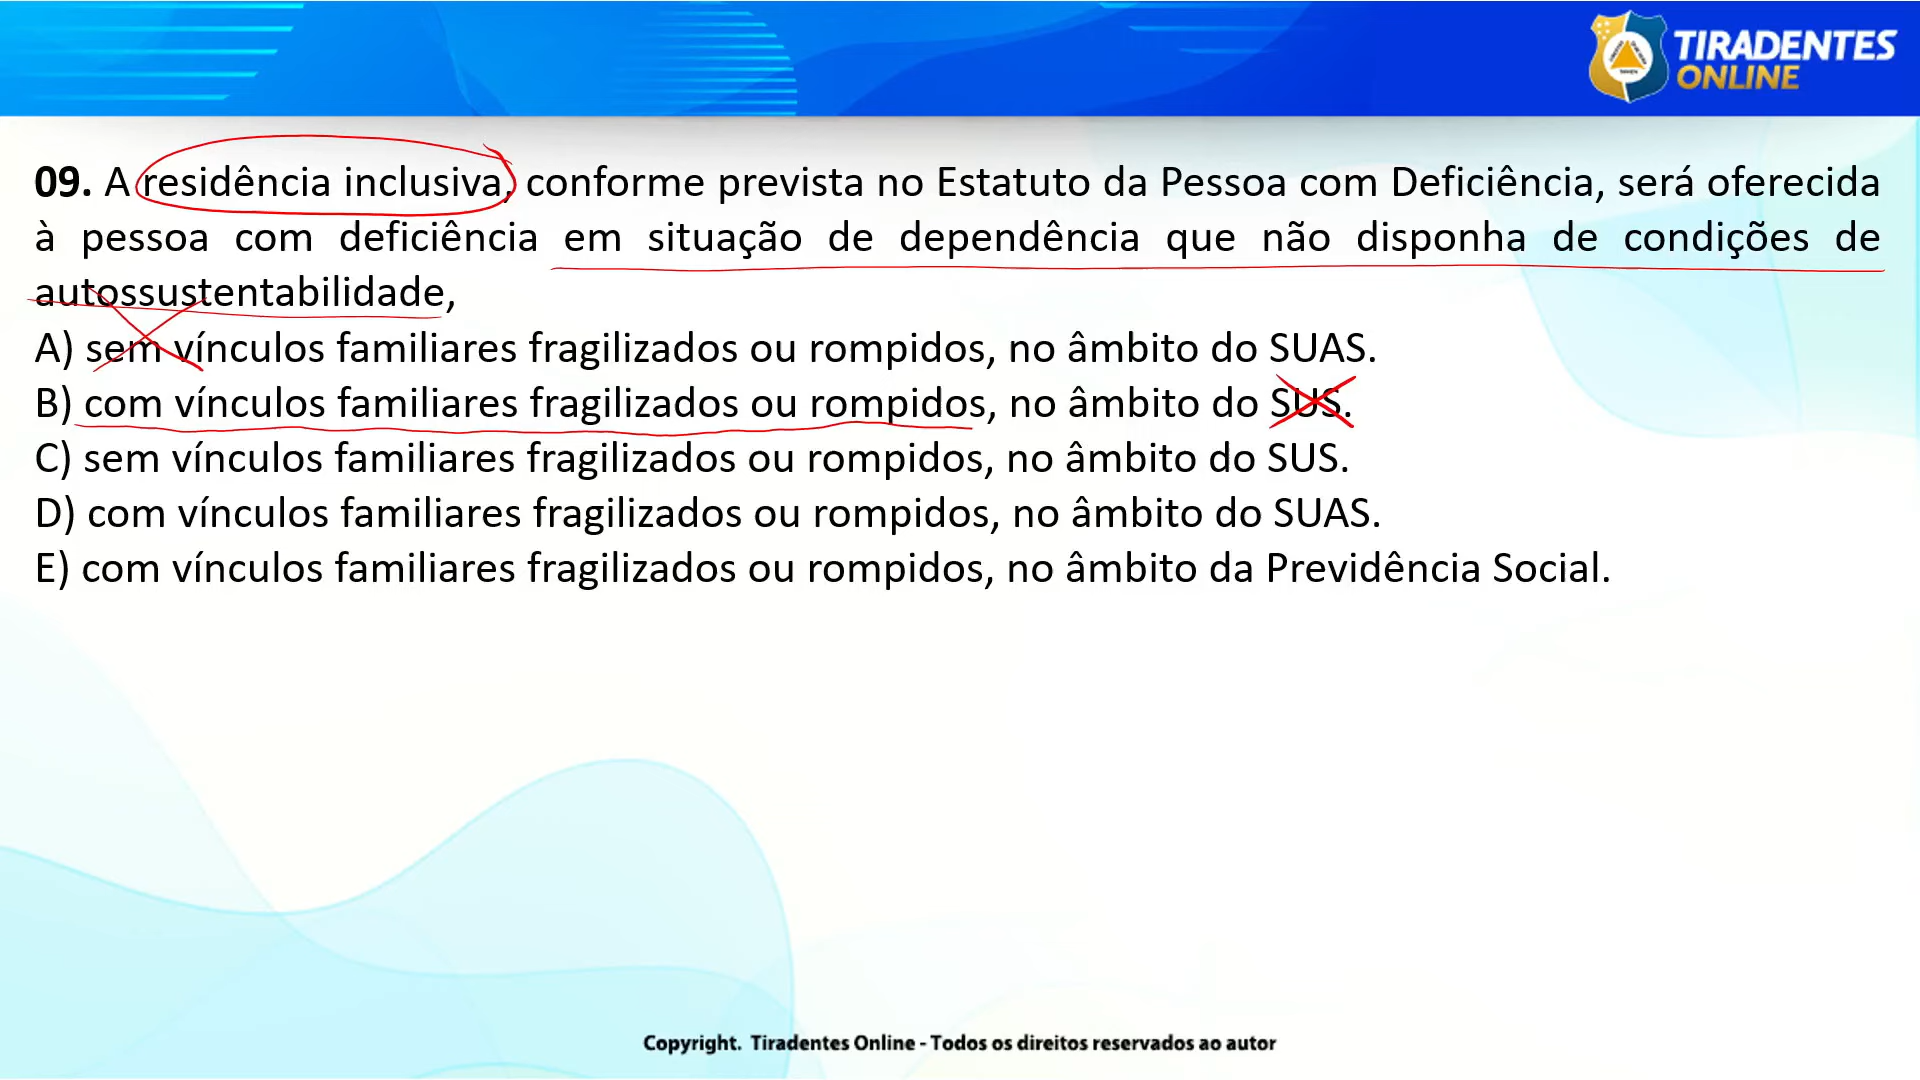 TIRADENTES
ONLINE
09. A residência inclusiva, conforme prevista no Estatuto da Pessoa com Deficiência, será oferecida
à pessoa com deficiência em situação de dependência que não disponha de condições de
autossustentabilidade,
A) sem vínculos familiares fragilizados ou rompidos, no âmbito do SUAS.
B) com vínculos familiares fragilizados ou rompidos, no âmbito do SUS.
C) sem vínculos familiares fragilizados ou rompidos, no âmbito do SUS.
D) com vínculos familiares fragilizados ou rompidos, no âmbito do SUAS.
E) com vínculos familiares fragilizados ou rompidos, no âmbito da Previdência Social.
Copyright. Tiradentes Online - Todos os direitos reservados ao autor